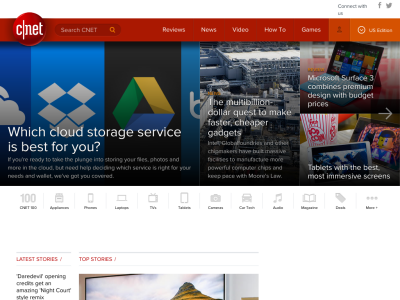 Connect with
us
c|net
Search CNET
Reviews
News
Video
How To
Games
US Edition
Which cloud storage service
is best for you?
If you're ready to take the plunge into storing your files, photos and
more in the cloud, but need help deciding which service is right for your
needs and wallet, we've got you covered.
The multibillion-
dollar quest to make
faster, cheaper
gadgets
Intel, GlobalFoundries and other
chipmakers have built massive
facilities to manufacture more
powerful computer chips and
keep pace with Moore's Law.
Microsoft Surface 3
combines premium
design with budget
prices
Tablets with the best,
most immersive screens
100
CNET 100
Appliances
Phones
Laptops
TVs
Tablets
Cameras
Car Tech
Audio
Magazine
Deals
More +
LATEST STORIES /
TOP STORIES /
'Daredevil' opening
credits get an
amazing 'Night Court'
style remix